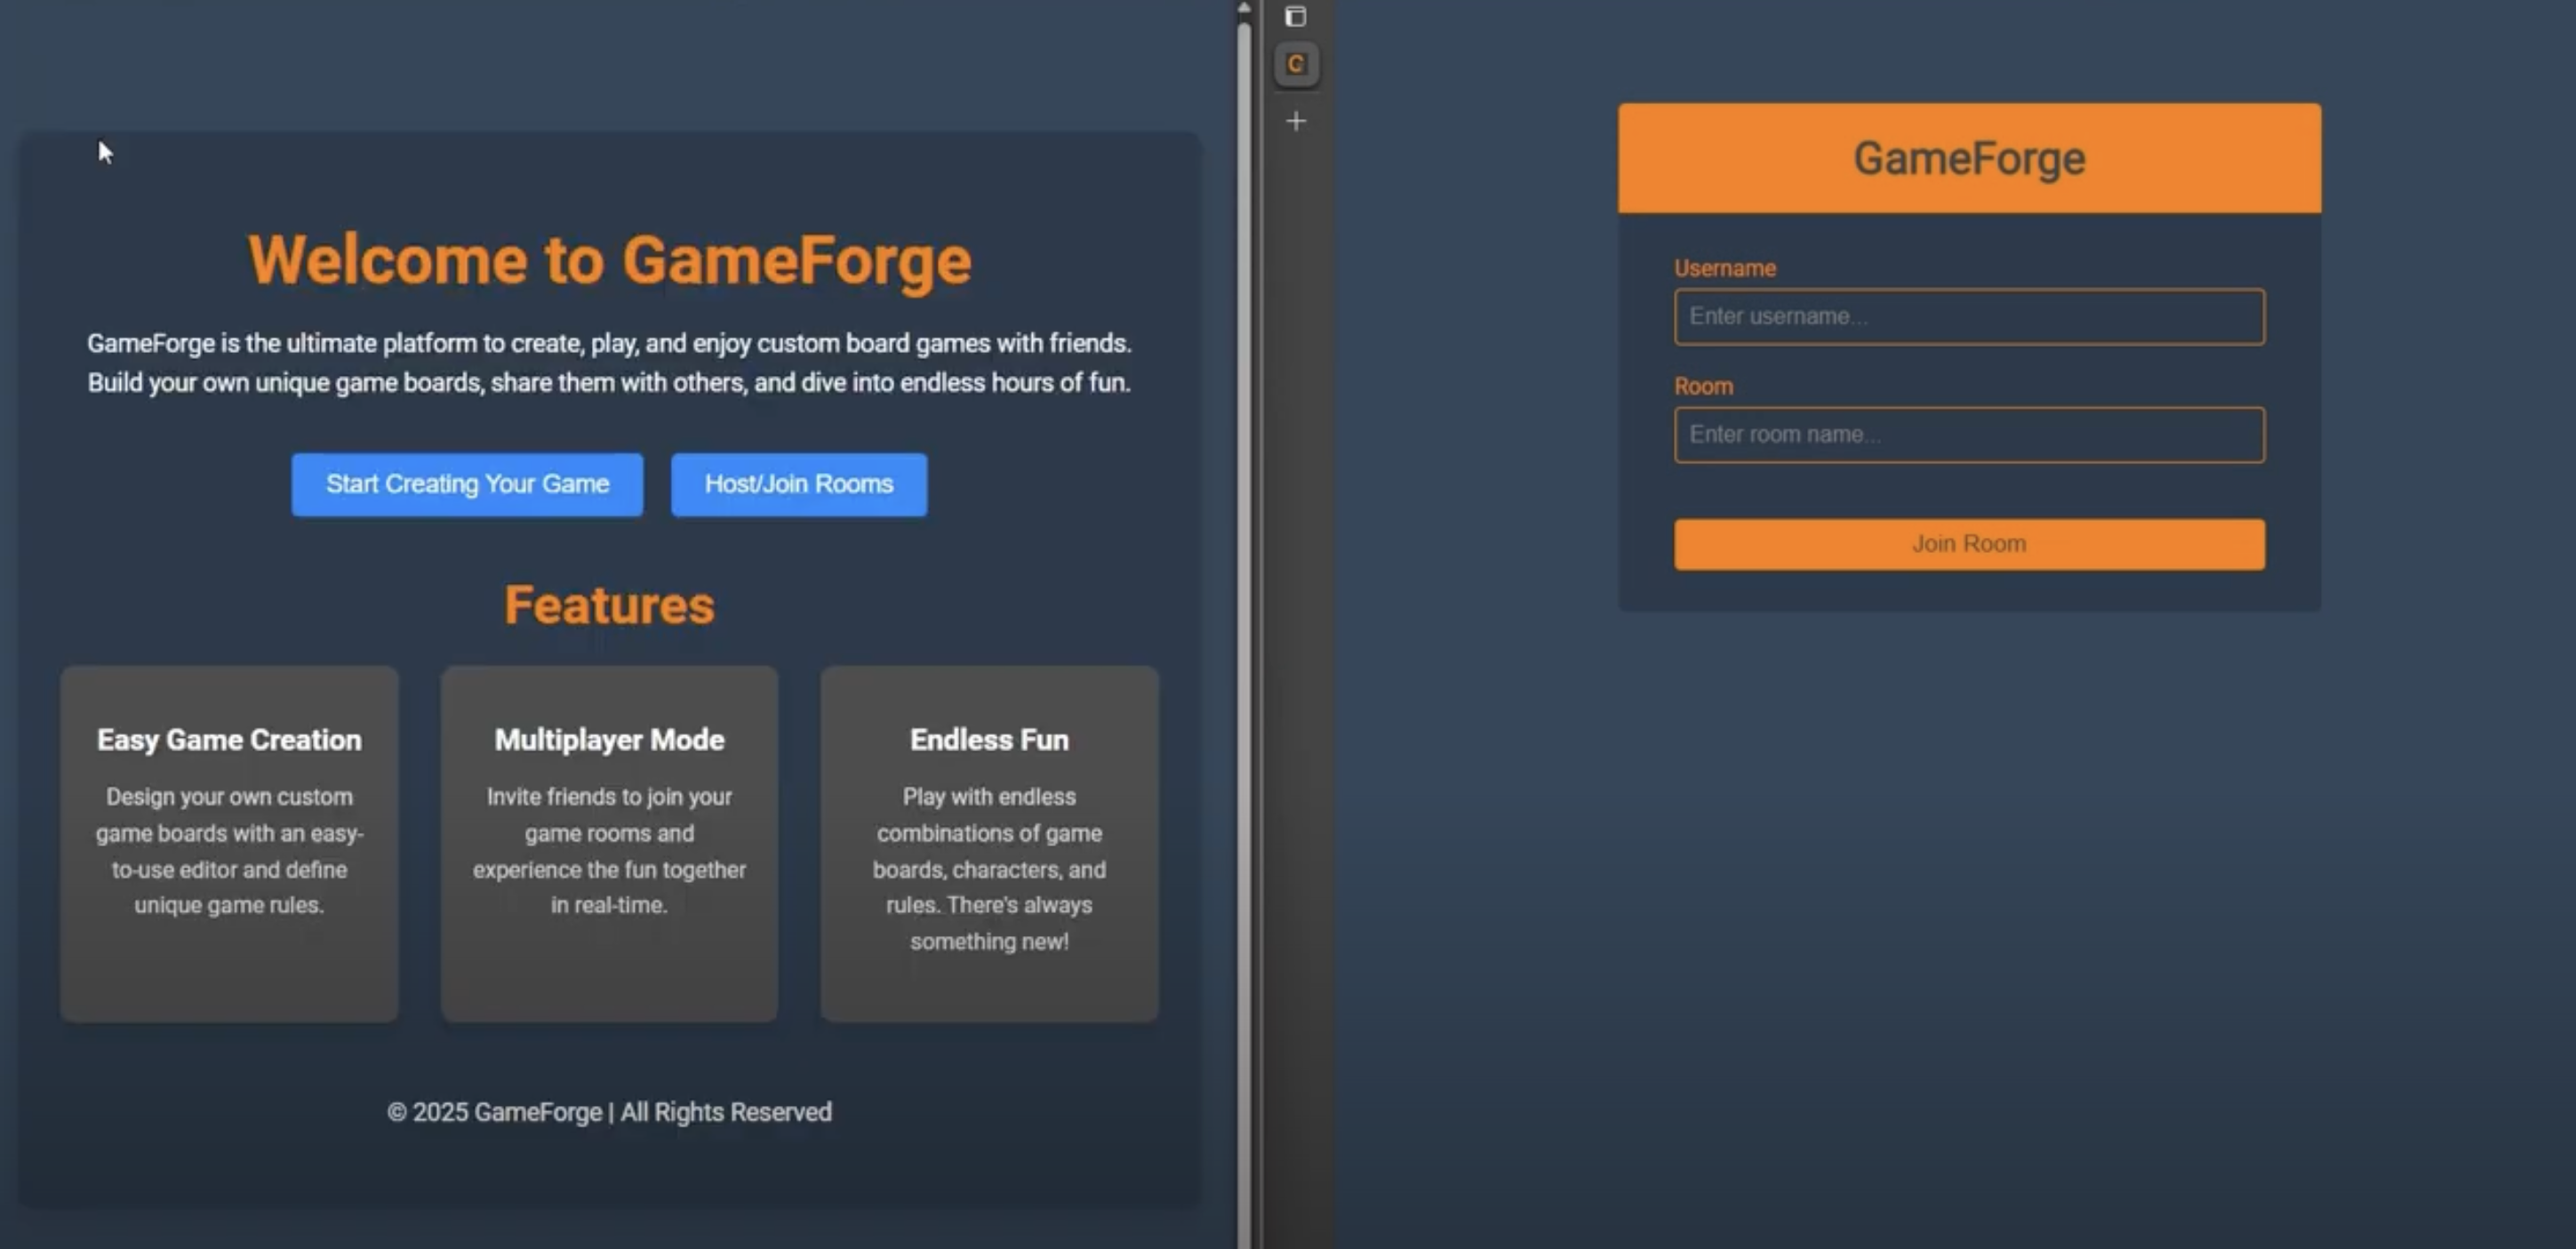 Welcome to GameForge
GameForge is the ultimate platform to create, play, and enjoy custom board games with friends.
Build your own unique game boards, share them with others, and dive into endless hours of fun.
Start Creating Your Game
Host/Join Rooms
Features
Easy Game Creation
Design your own custom
game boards with an easy-
to-use editor and define
unique game rules.
Multiplayer Mode
Invite friends to join your
game rooms and
experience the fun together
in real-time.
Endless Fun
Play with endless
combinations of game
boards, characters, and
rules. There's always
something new!
© 2025 GameForge | All Rights Reserved
GameForge
Username
Enter username...
Room
Enter room name...
Join Room